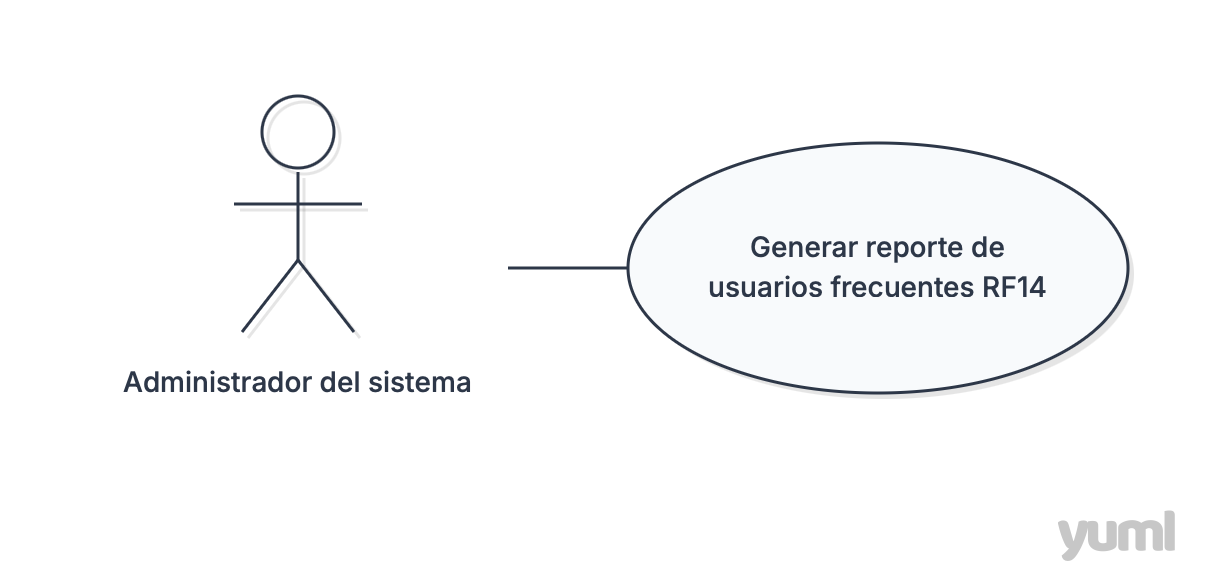 Generar reporte de
usuarios frecuentes RF14
Administrador del sistema
yuml